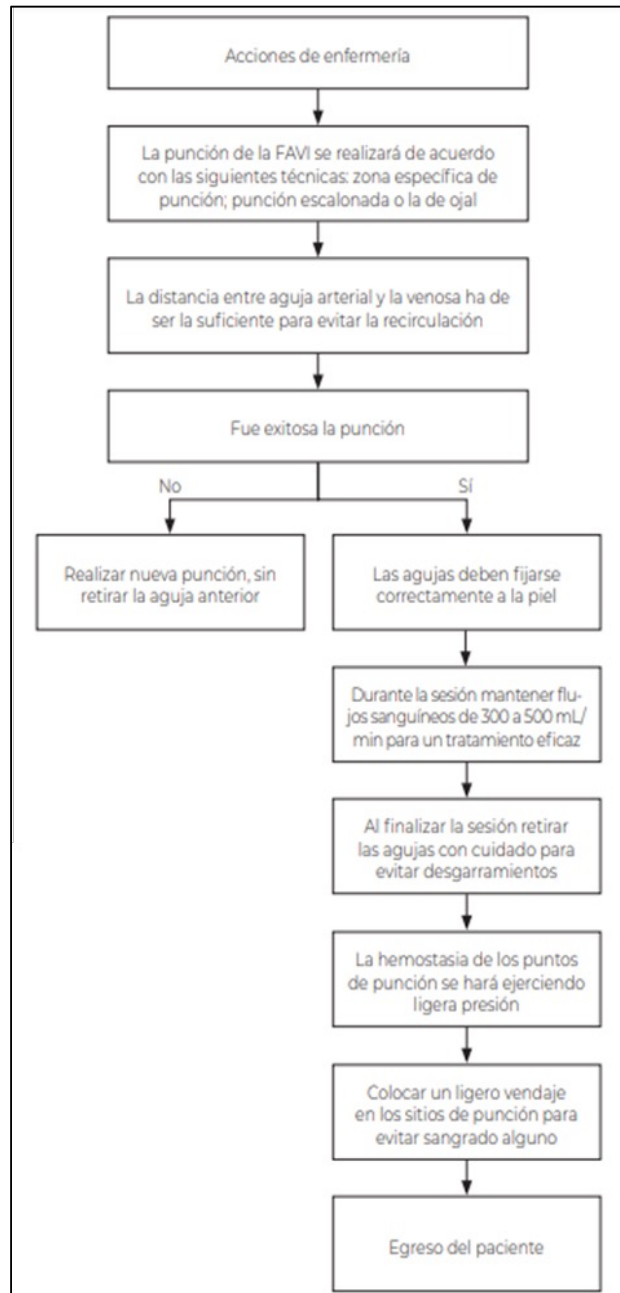 Acciones de enfermería
La punción de la FAVI se realizará de acuerdo
con las siguientes técnicas: zona específica de
punción; punción escalonada o la de ojal
La distancia entre aguja arterial y la venosa ha de
ser la suficiente para evitar la recirculación
Fue exitosa la punción
No
Sí
Realizar nueva punción, sin
retirar la aguja anterior
Las agujas deben fijarse
correctamente a la piel
Durante la sesión mantener flu-
jos sanguíneos de 300 a 500 mL/
min para un tratamiento eficaz
Al finalizar la sesión retirar
las agujas con cuidado para
evitar desgarramientos
La hemostasia de los puntos
de punción se hará ejerciendo
ligera presión
Colocar un ligero vendaje
en los sitios de punción para
evitar sangrado alguno
Egreso del paciente